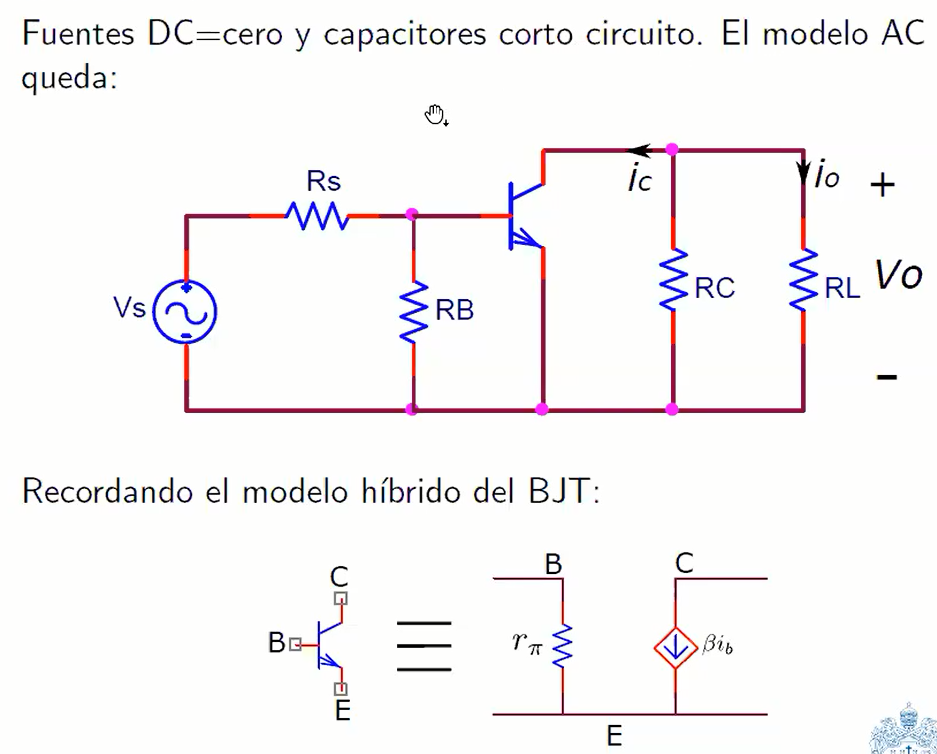 Fuentes DC=cero y capacitores corto circuito. El modelo AC
queda:
Rs
ic
io
+
Vs
RB
RC
RL
Vo
-
Recordando el modelo híbrido del BJT:
C
B
E
B
C
rπ
βib
E